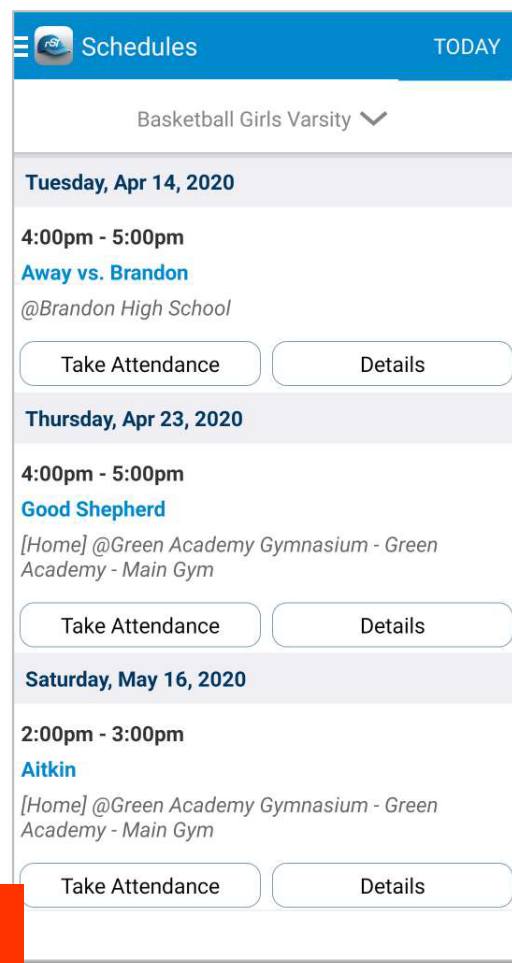 rST Schedules TODAY
Basketball Girls Varsity
Tuesday, Apr 14, 2020
4:00pm - 5:00pm
Away vs. Brandon
@Brandon High School
Take Attendance Details
Thursday, Apr 23, 2020
4:00pm - 5:00pm
Good Shepherd
[Home] @Green Academy Gymnasium - Green
Academy - Main Gym
Take Attendance Details
Saturday, May 16, 2020
2:00pm - 3:00pm
Aitkin
[Home] @Green Academy Gymnasium - Green
Academy - Main Gym
Take Attendance Details